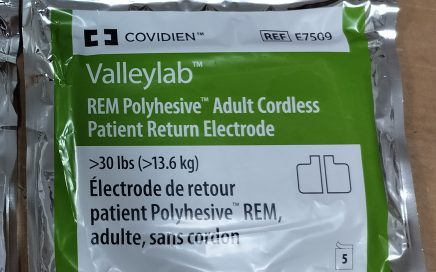 COVIDIEN™
REF E7509
Valleylab™
REM Polyhesive™ Adult Cordless
Patient Return Electrode
>30 lbs (>13.6 kg)
Électrode de retour
patient Polyhesive™ REM,
adulte, sans cordon
5